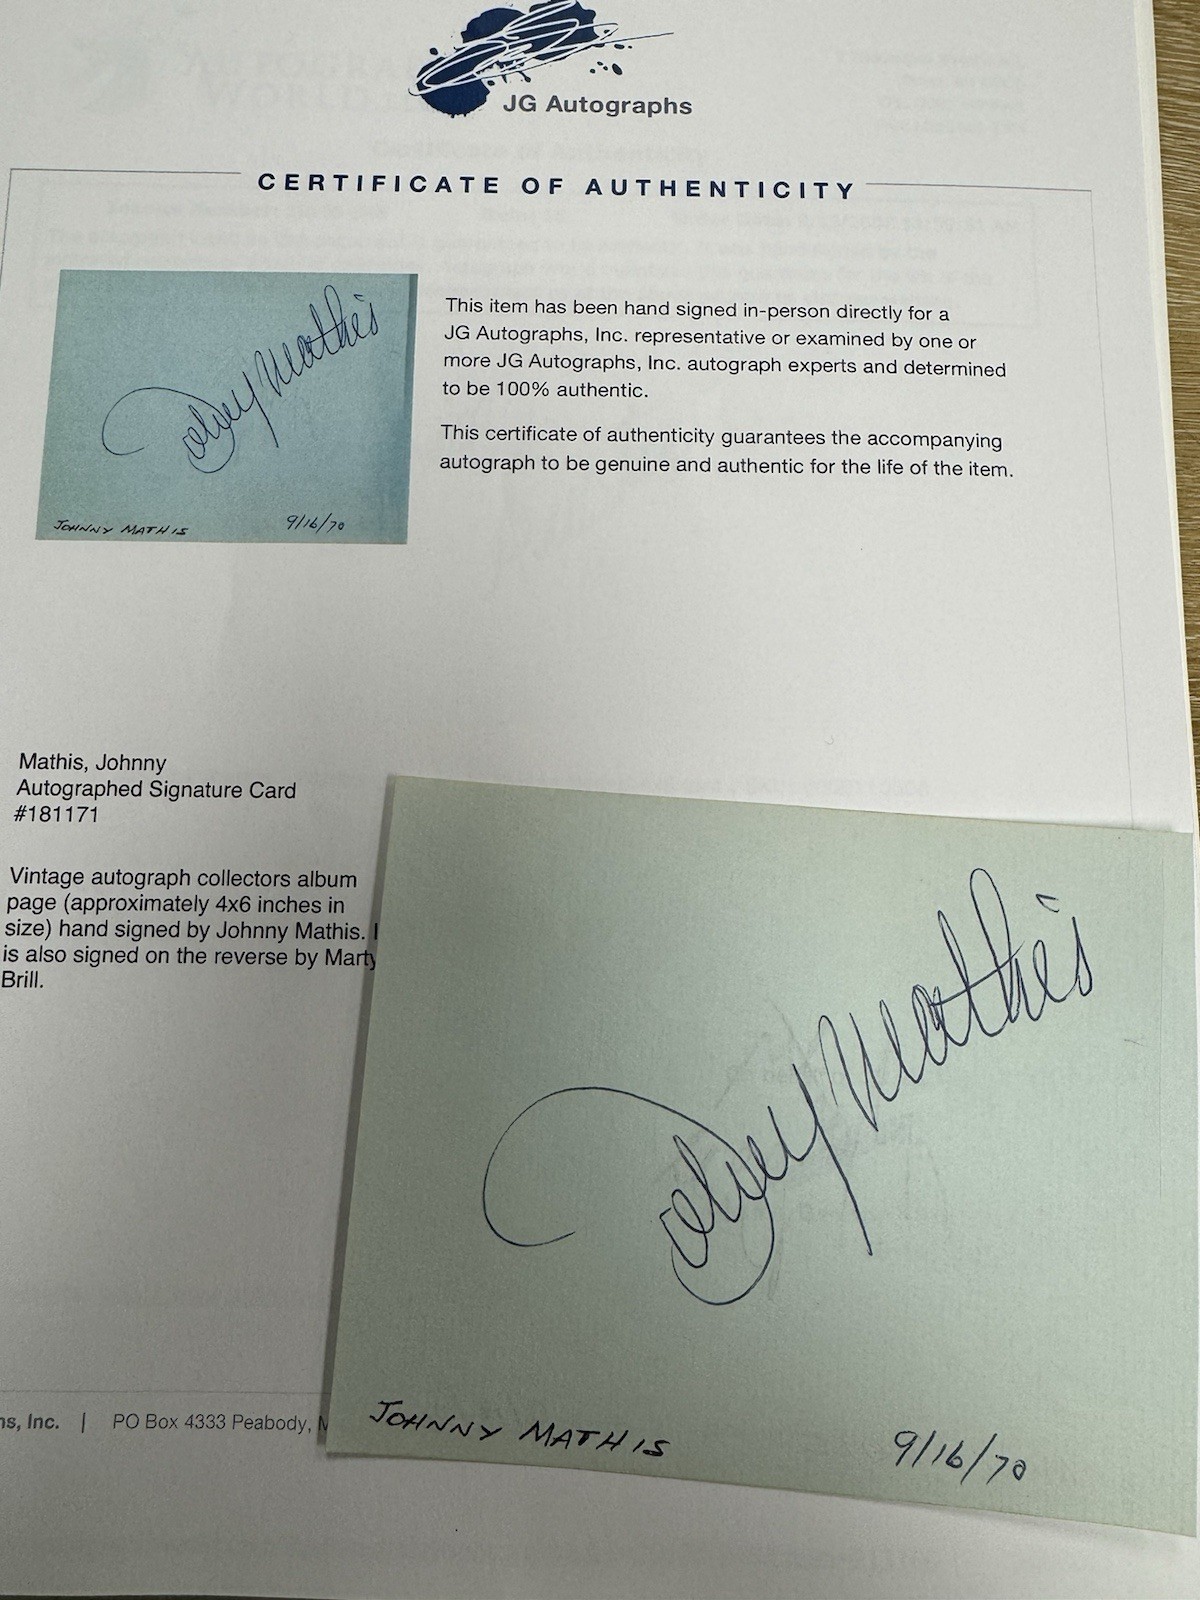 JG Autographs
CERTIFICATE OF AUTHENTICITY
This item has been hand signed in-person directly for a
JG Autographs, Inc. representative or examined by one or
more JG Autographs, Inc. autograph experts and determined
to be 100% authentic.
This certificate of authenticity guarantees the accompanying
autograph to be genuine and authentic for the life of the item.
Johnny Mathis
JOHNNY MATHIS 9/16/70
Mathis, Johnny
Autographed Signature Card
#181171
Vintage autograph collectors album
page (approximately 4x6 inches in
size) hand signed by Johnny Mathis.
is also signed on the reverse by Marty
Brill.
Johnny Mathis
JOHNNY MATHIS 9/16/70
Inc. | PO Box 4333 Peabody,